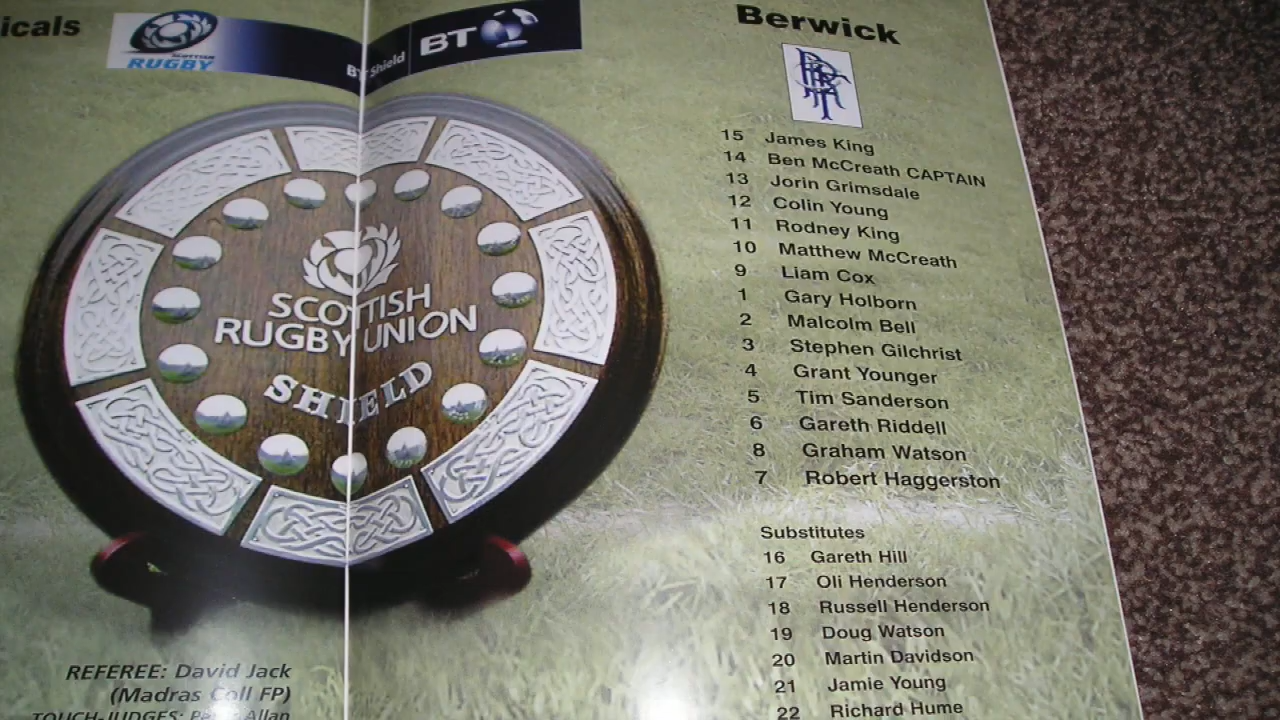 icals
SCOTTISH
RUGBY
BT Shield
BT
SCOTTISH
RUGBY UNION
SHIELD
REFEREE: David Jack
(Madras Coll FP)
TOUCH-JUDGES: Allan
Berwick
15 James King
14 Ben McCreath CAPTAIN
13 Jorin Grimsdale
12 Colin Young
11 Rodney King
10 Matthew McCreath
9 Liam Cox
1 Gary Holborn
2 Malcolm Bell
3 Stephen Gilchrist
4 Grant Younger
5 Tim Sanderson
6 Gareth Riddell
8 Graham Watson
7 Robert Haggerston
Substitutes
16 Gareth Hill
17 Oli Henderson
18 Russell Henderson
19 Doug Watson
20 Martin Davidson
21 Jamie Young
22 Richard Hume